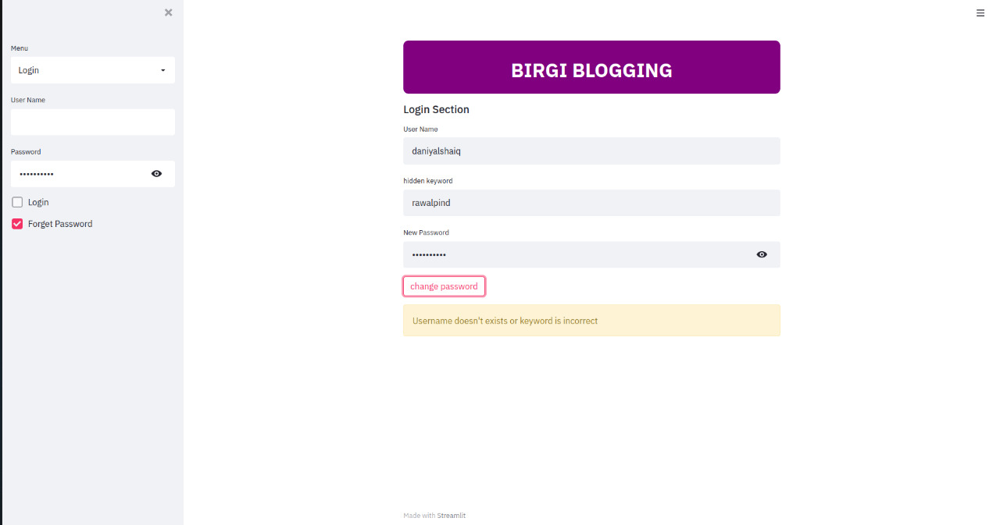 Menu
Login
User Name
Password
••••••••••
Login
Forget Password
BIRGI BLOGGING
Login Section
User Name
daniyalshaiq
hidden keyword
rawalpind
New Password
••••••••••
change password
Username doesn't exists or keyword is incorrect
Made with Streamlit